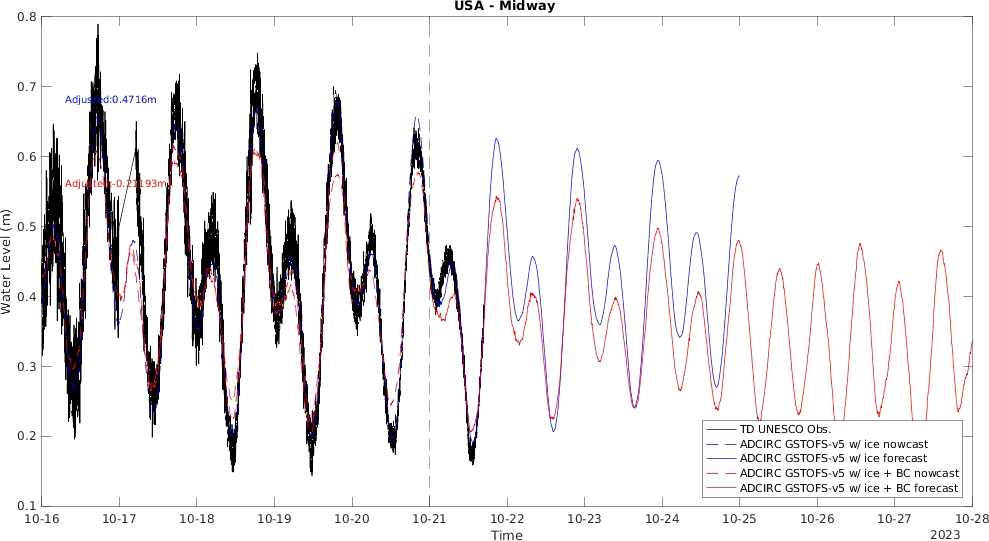 USA - Midway
0.8
0.7
0.6
0.5
0.4
0.3
0.2
0.1
Water Level (m)
Adjusted:0.4716m
Adjusted:-0.21193m
TD UNESCO Obs.
ADCIRC GSTOFS-v5 w/ ice nowcast
ADCIRC GSTOFS-v5 w/ ice forecast
ADCIRC GSTOFS-v5 w/ ice + BC nowcast
ADCIRC GSTOFS-v5 w/ ice + BC forecast
10-16 10-17 10-18 10-19 10-20 10-21 10-22 10-23 10-24 10-25 10-26 10-27 10-28
Time
2023